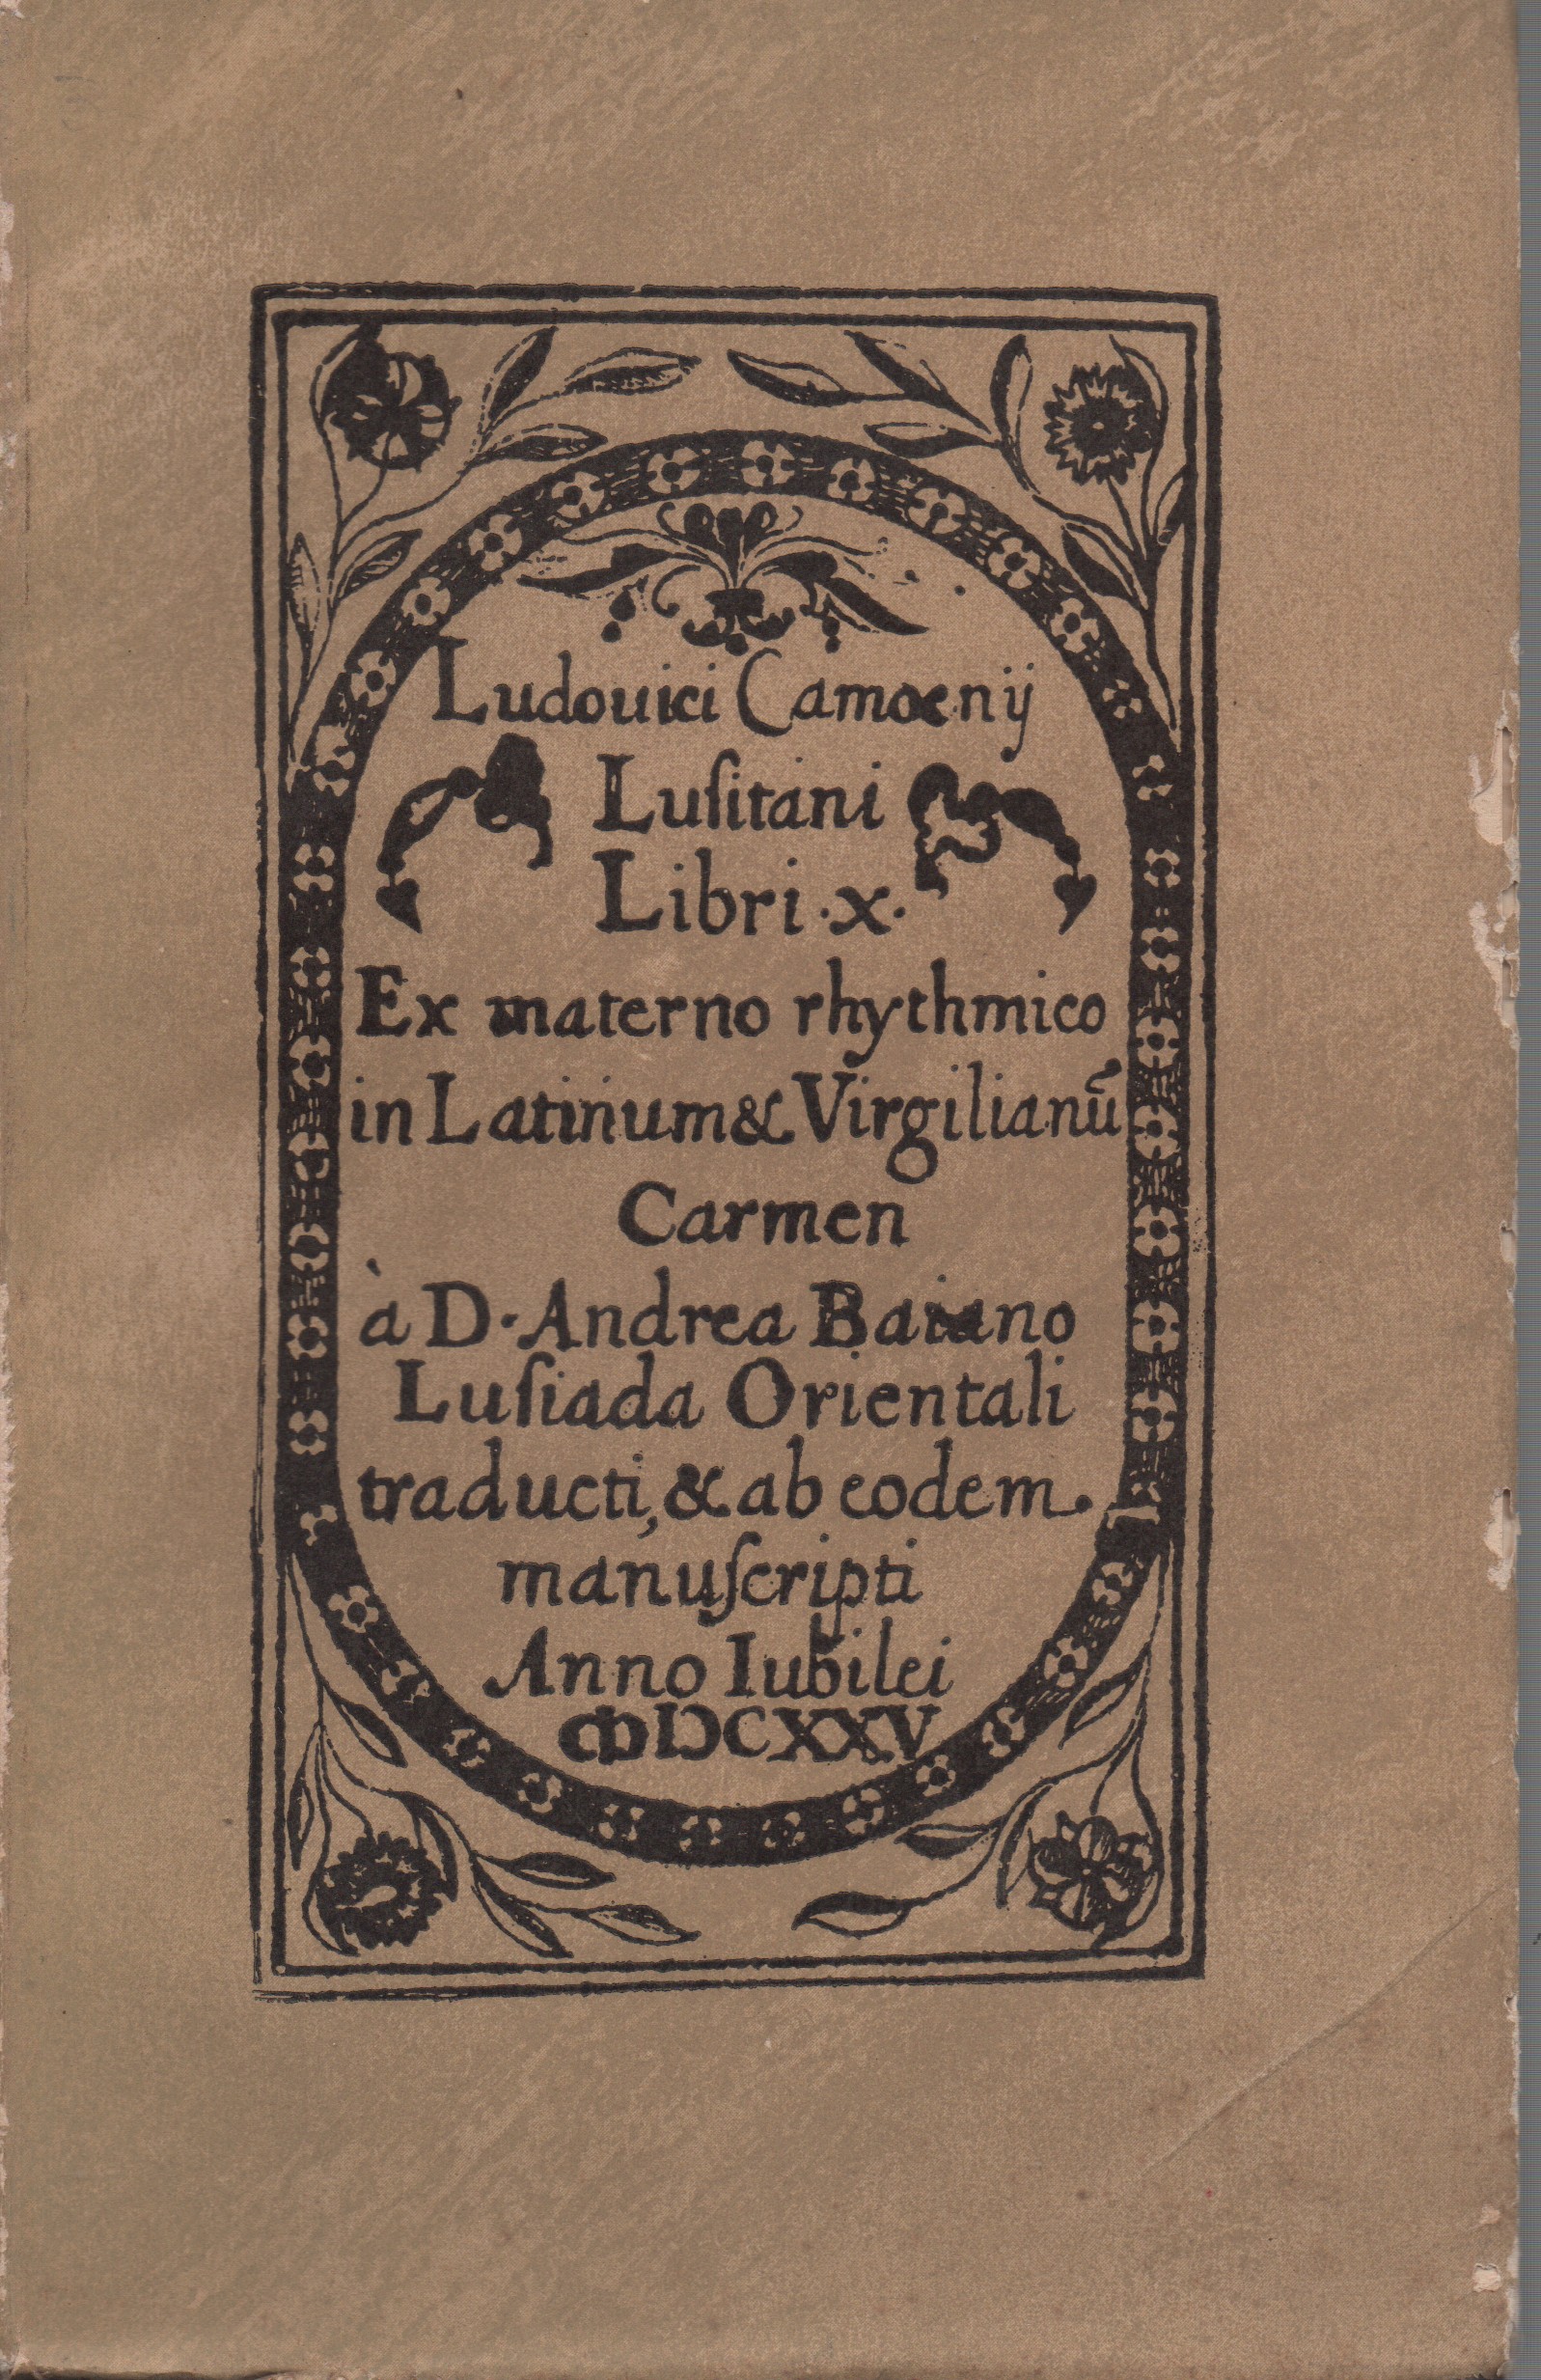 Ludouici Camoenij
Luſitani
Libri ·x·
Ex materno rhythmico
in Latinum & Virgilianū
Carmen
à D· Andrea Baiano
Luſiada Orientali
traducti, & ab eodem
manuſcripti
Anno Iubilei
ↀIↃCXXV